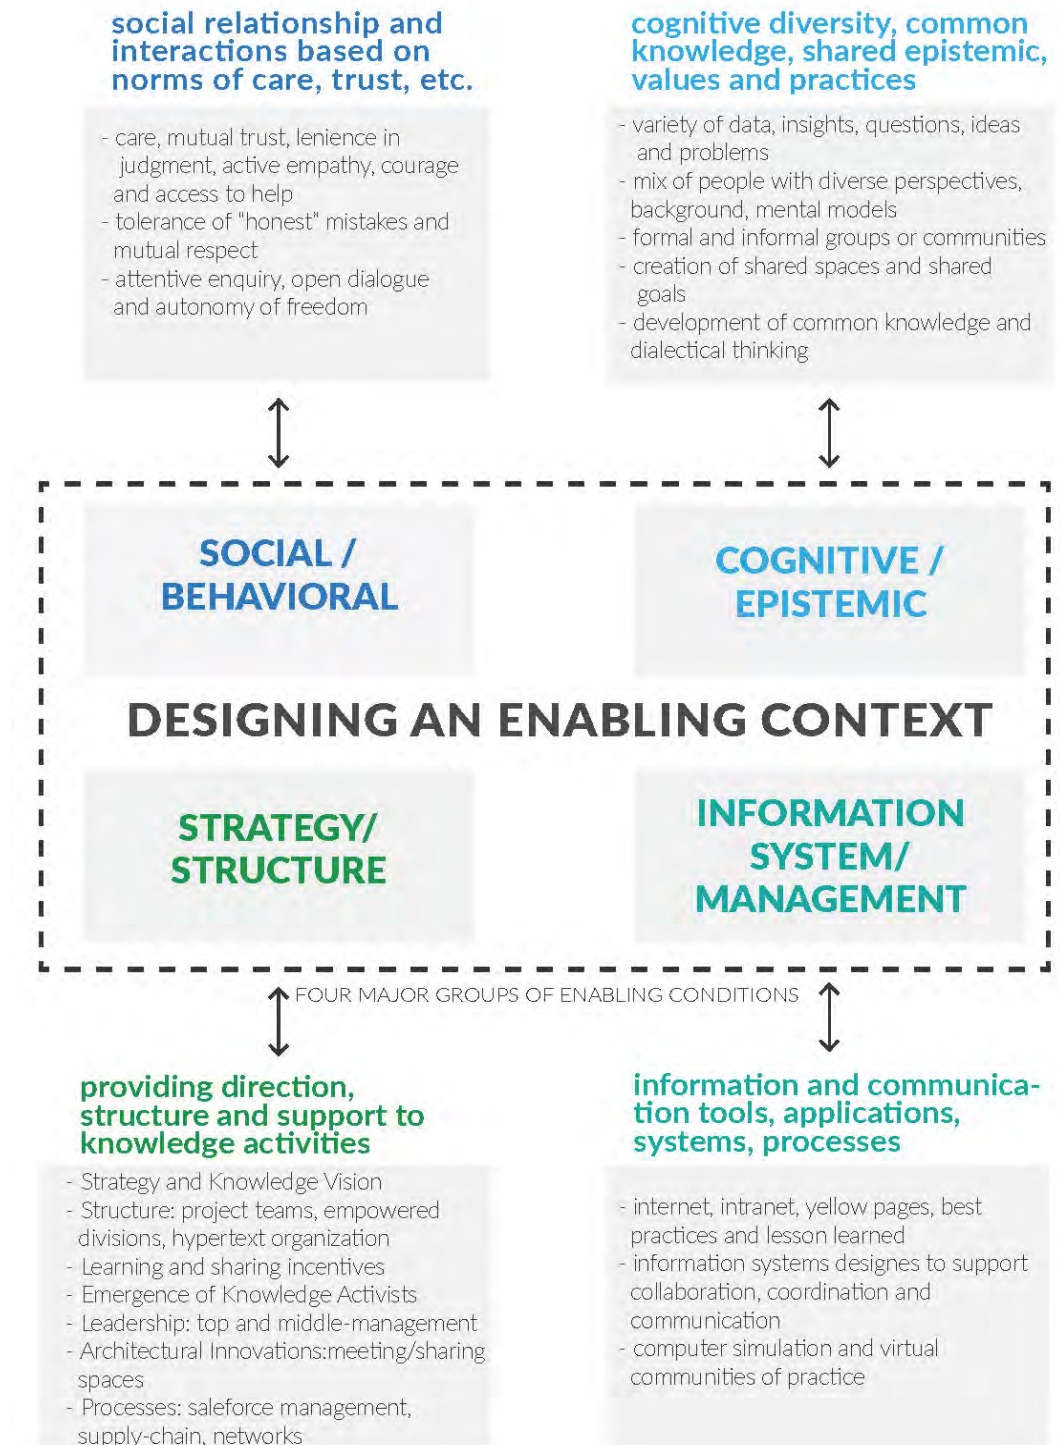 social relationship and
interactions based on
norms of care, trust, etc.
- care, mutual trust, lenience in
judgment, active empathy, courage
and access to help
- tolerance of "honest" mistakes and
mutual respect
- attentive enquiry, open dialogue
and autonomy of freedom
cognitive diversity, common
knowledge, shared epistemic,
values and practices
- variety of data, insights, questions, ideas
and problems
- mix of people with diverse perspectives,
background, mental models
- formal and informal groups or communities
- creation of shared spaces and shared
goals
- development of common knowledge and
dialectical thinking
SOCIAL /
BEHAVIORAL
COGNITIVE /
EPISTEMIC
DESIGNING AN ENABLING CONTEXT
STRATEGY/
STRUCTURE
INFORMATION
SYSTEM/
MANAGEMENT
FOUR MAJOR GROUPS OF ENABLING CONDITIONS
providing direction,
structure and support to
knowledge activities
- Strategy and Knowledge Vision
- Structure: project teams, empowered
divisions, hypertext organization
- Learning and sharing incentives
- Emergence of Knowledge Activists
- Leadership: top and middle-management
- Architectural Innovations:meeting/sharing
spaces
- Processes: saleforce management,
supply-chain, networks
information and communica-
tion tools, applications,
systems, processes
- internet, intranet, yellow pages, best
practices and lesson learned
- information systems designes to support
collaboration, coordination and
communication
- computer simulation and virtual
communities of practice